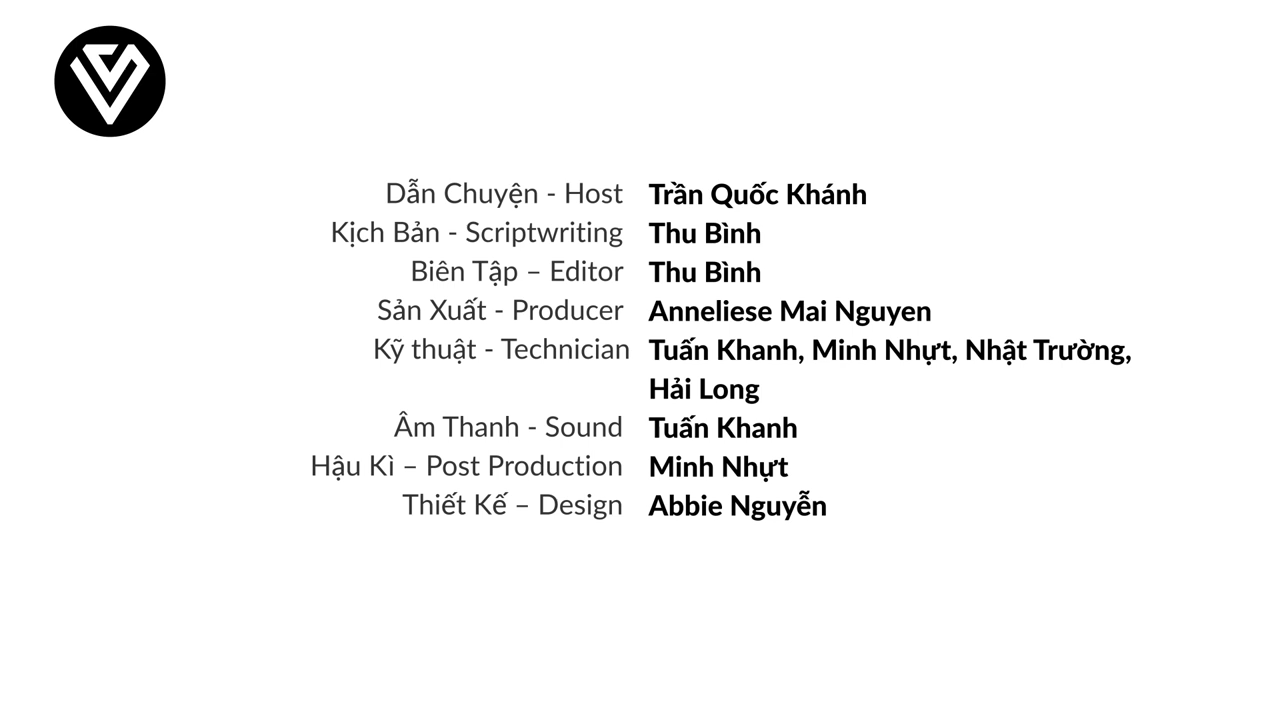 Dẫn Chuyện - Host Trần Quốc Khánh
Kịch Bản - Scriptwriting Thu Bình
Biên Tập – Editor Thu Bình
Sản Xuất - Producer Anneliese Mai Nguyen
Kỹ thuật - Technician Tuấn Khanh, Minh Nhựt, Nhật Trường,
Hải Long
Âm Thanh - Sound Tuấn Khanh
Hậu Kì – Post Production Minh Nhựt
Thiết Kế – Design Abbie Nguyễn